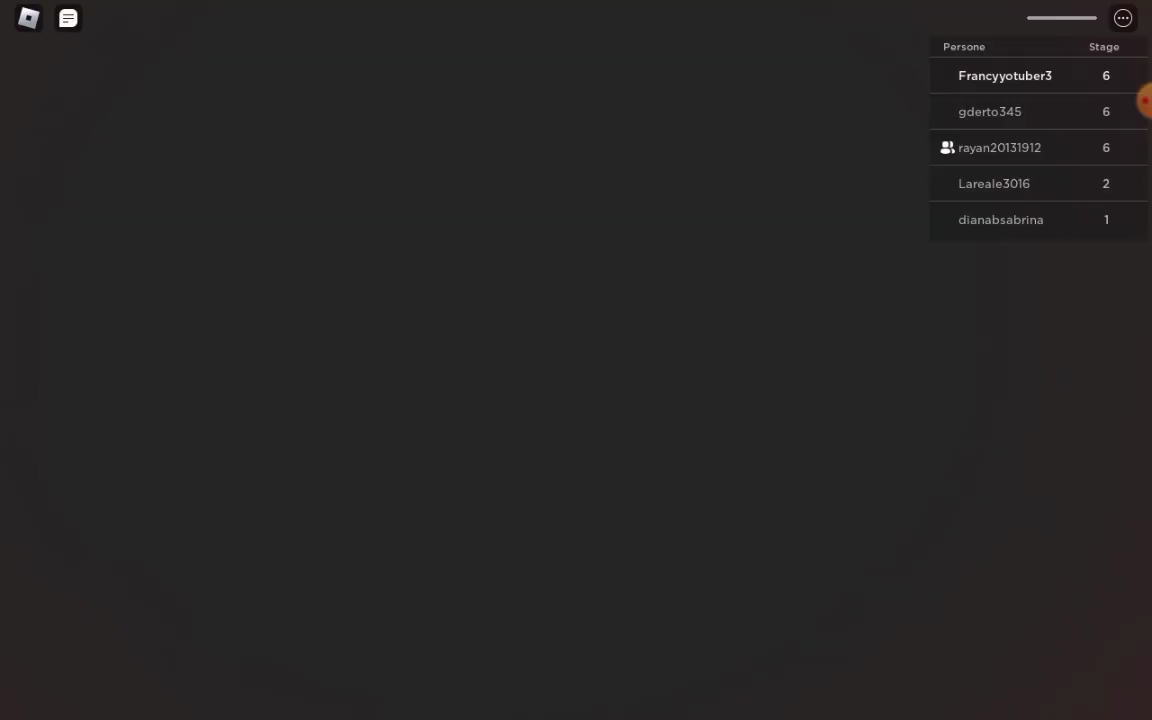 Persone Stage
Francyyotuber3 6
gderto345 6
rayan20131912 6
Lareale3016 2
dianabsabrina 1